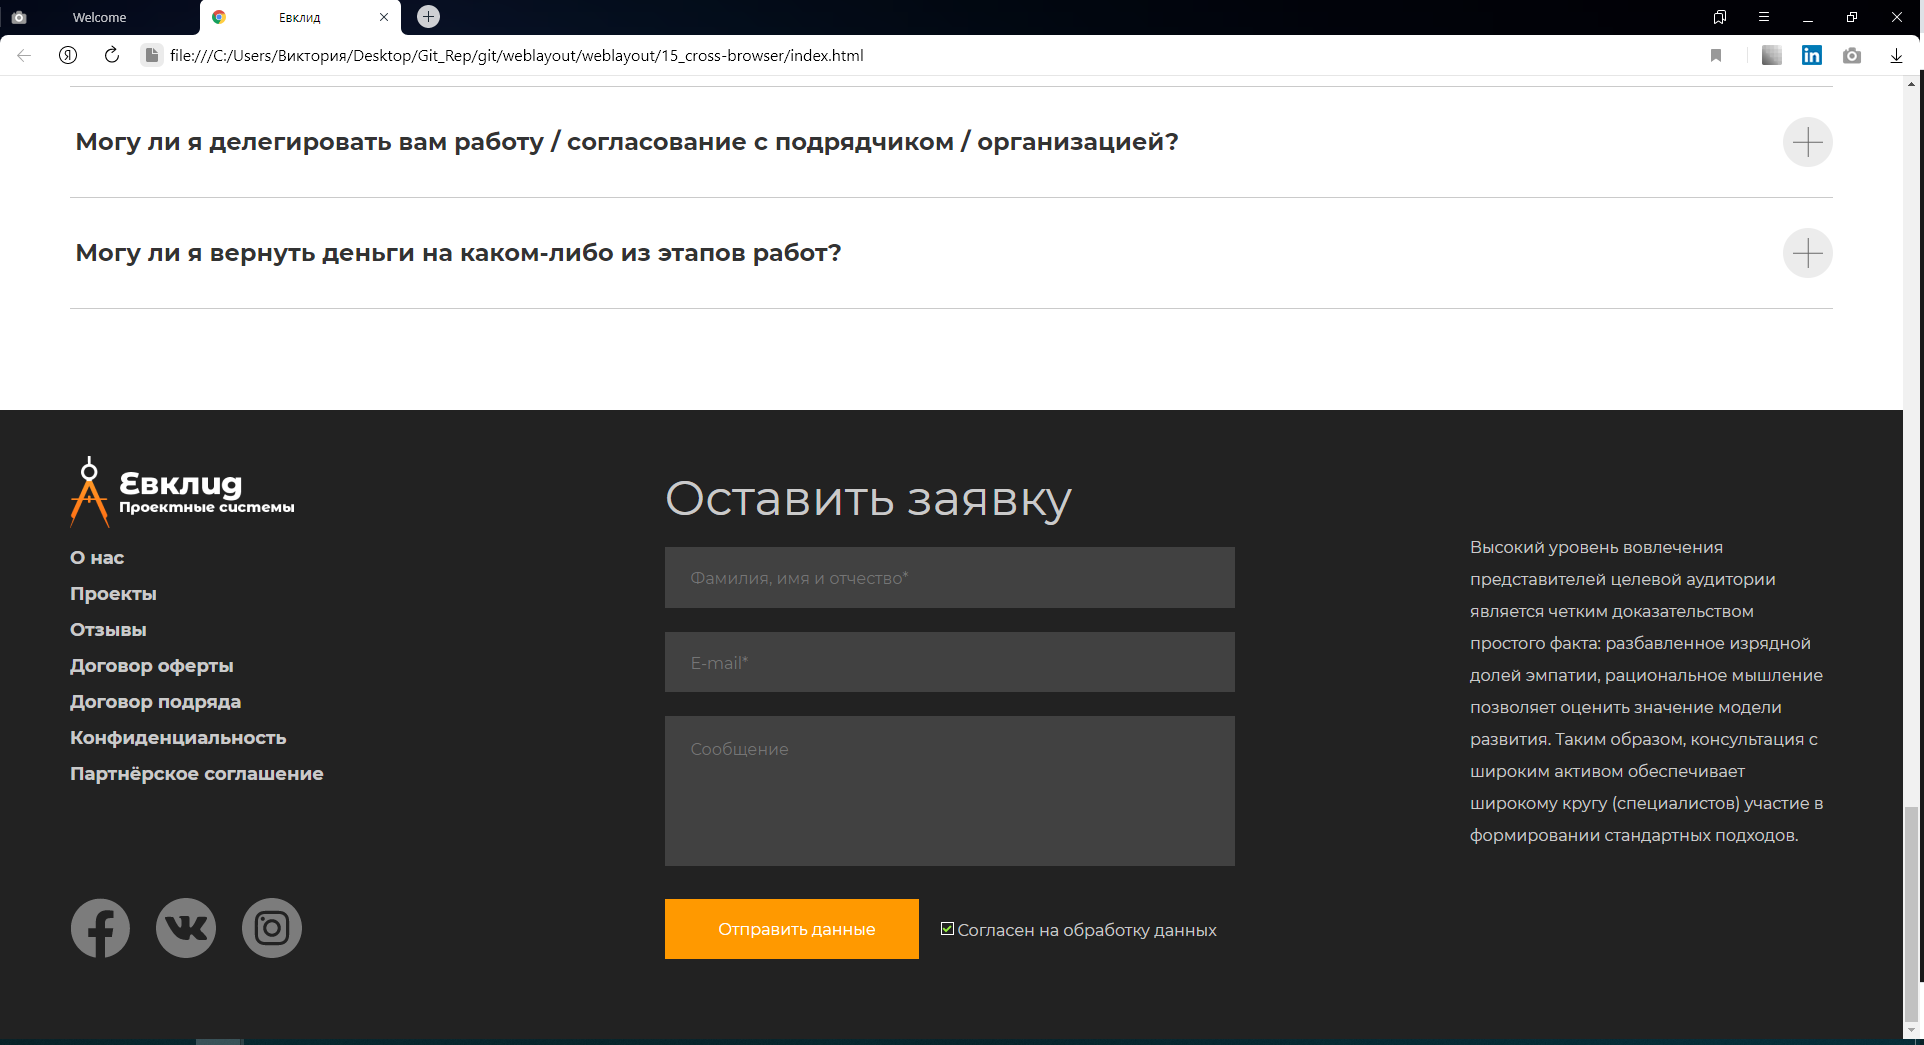 Welcome
Евклид
file:///C:/Users/Виктория/Desktop/Git_Rep/git/weblayout/weblayout/15_cross-browser/index.html
Могу ли я делегировать вам работу / согласование с подрядчиком / организацией?
Могу ли я вернуть деньги на каком-либо из этапов работ?
Евклид
Проектные системы
О нас
Проекты
Отзывы
Договор оферты
Договор подряда
Конфиденциальность
Партнёрское соглашение
Оставить заявку
Фамилия, имя и отчество*
E-mail*
Сообщение
Отправить данные
Согласен на обработку данных
Высокий уровень вовлечения
представителей целевой аудитории
является четким доказательством
простого факта: разбавленное изрядной
долей эмпатии, рациональное мышление
позволяет оценить значение модели
развития. Таким образом, консультация с
широким активом обеспечивает
широкому кругу (специалистов) участие в
формировании стандартных подходов.